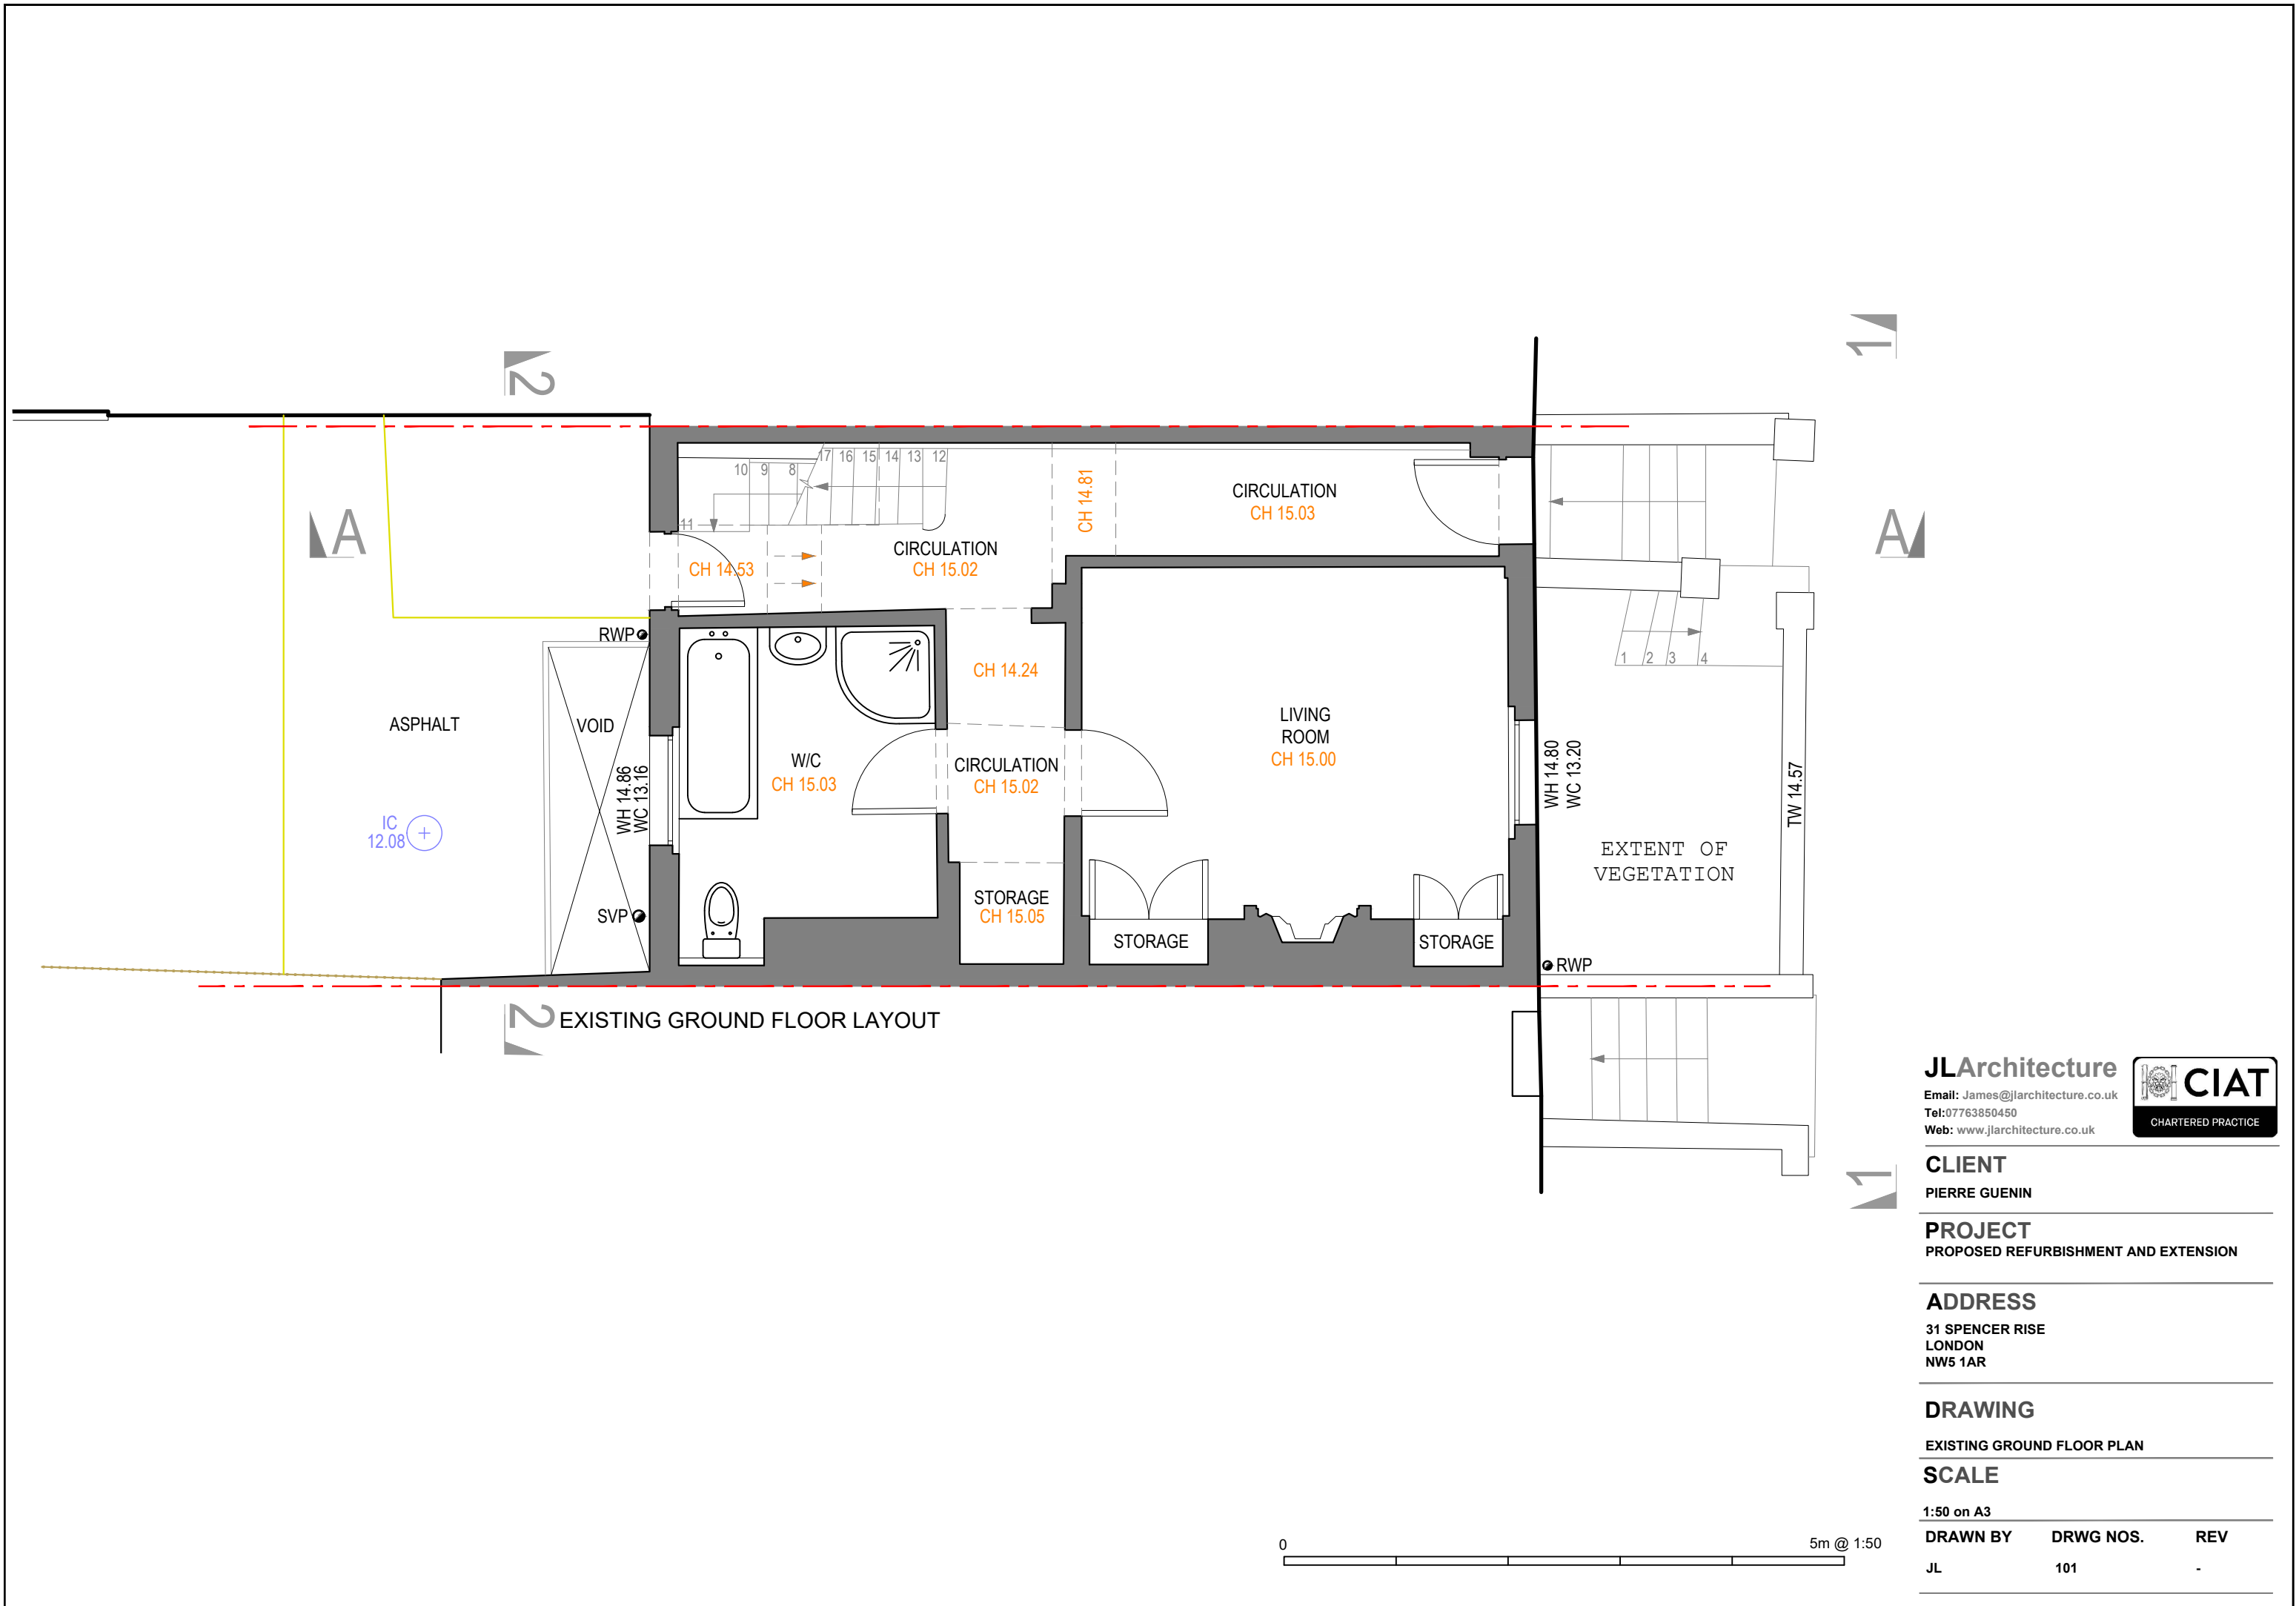 1
2
10
9
8
17
16
15
14
13
12
11
CH 14.81
CIRCULATION
CH 15.03
A
A
CIRCULATION
CH 15.02
CH 14.53
RWP
CH 14.24
1
2
3
4
ASPHALT
VOID
LIVING
ROOM
CH 15.00
W/C
CH 15.03
CIRCULATION
CH 15.02
WH 14.86
WC 13.16
WH 14.80
WC 13.20
TW 14.57
IC
12.08
EXTENT OF
VEGETATION
STORAGE
CH 15.05
SVP
STORAGE
STORAGE
RWP
2
EXISTING GROUND FLOOR LAYOUT
1
JLArchitecture
Email: James@jlarchitecture.co.uk
Tel:07763850450
Web: www.jlarchitecture.co.uk
CIAT
CHARTERED PRACTICE
CLIENT
PIERRE GUENIN
PROJECT
PROPOSED REFURBISHMENT AND EXTENSION
ADDRESS
31 SPENCER RISE
LONDON
NW5 1AR
DRAWING
EXISTING GROUND FLOOR PLAN
SCALE
1:50 on A3
DRAWN BY DRWG NOS. REV
JL 101 -
0 5m @ 1:50